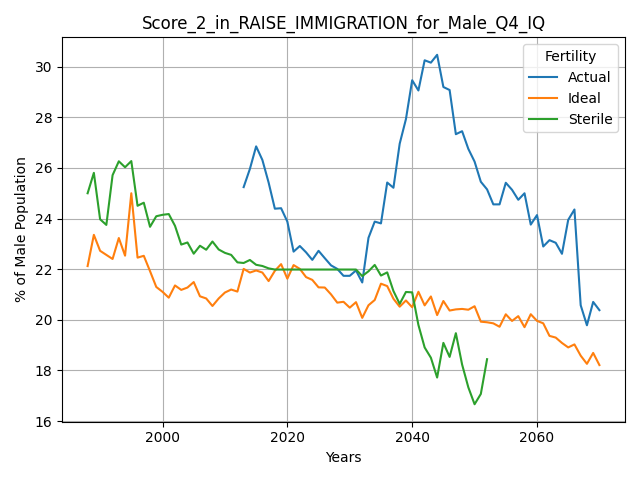 Score_2_in_RAISE_IMMIGRATION_for_Male_Q4_IQ
% of Male Population
30
28
26
24
22
20
18
16
2000
2020
2040
2060
Years
Fertility
Actual
Ideal
Sterile